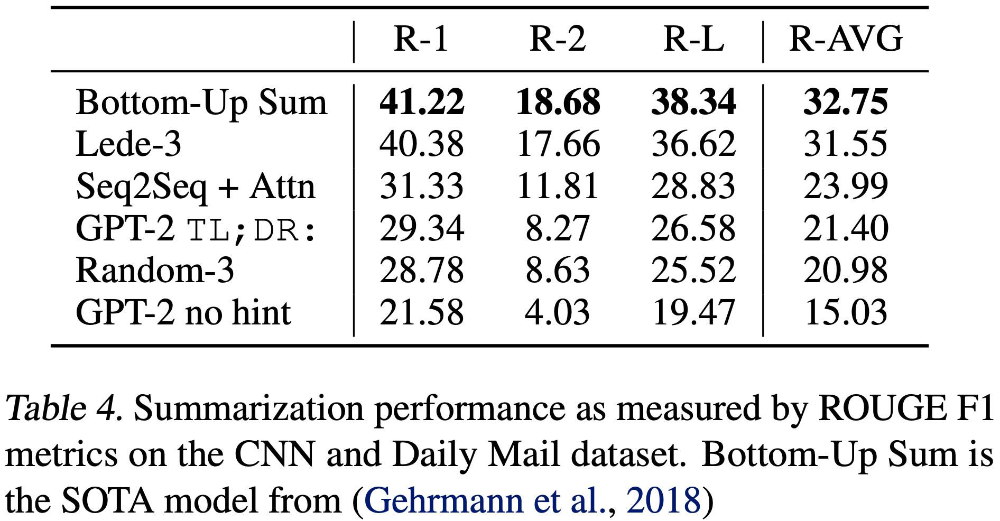 R-1 R-2 R-L R-AVG
Bottom-Up Sum 41.22 18.68 38.34 32.75
Lede-3 40.38 17.66 36.62 31.55
Seq2Seq + Attn 31.33 11.81 28.83 23.99
GPT-2 TL;DR: 29.34 8.27 26.58 21.40
Random-3 28.78 8.63 25.52 20.98
GPT-2 no hint 21.58 4.03 19.47 15.03
Table 4. Summarization performance as measured by ROUGE F1
metrics on the CNN and Daily Mail dataset. Bottom-Up Sum is
the SOTA model from (Gehrmann et al., 2018)